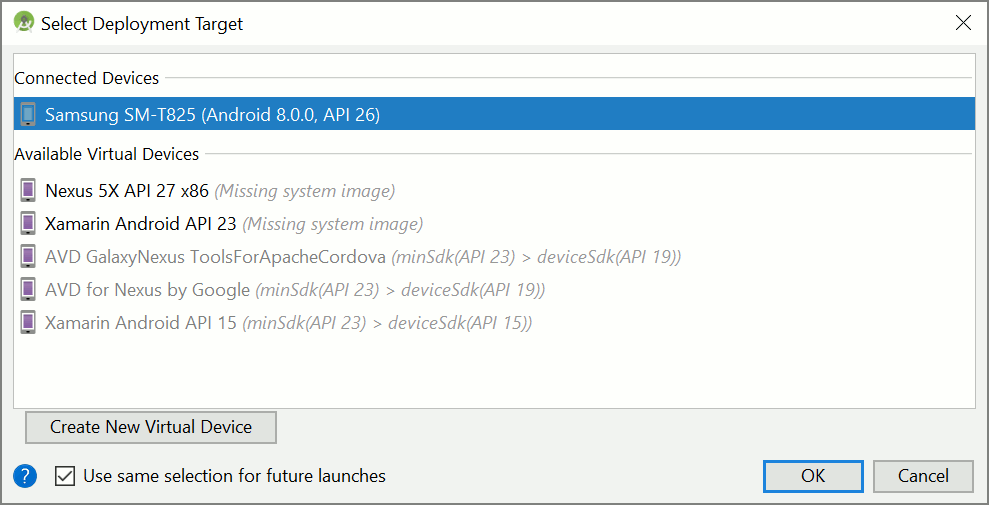 Select Deployment Target
Connected Devices
Samsung SM-T825 (Android 8.0.0, API 26)
Available Virtual Devices
Nexus 5X API 27 x86 (Missing system image)
Xamarin Android API 23 (Missing system image)
AVD GalaxyNexus ToolsForApacheCordova (minSdk(API 23) > deviceSdk(API 19))
AVD for Nexus by Google (minSdk(API 23) > deviceSdk(API 19))
Xamarin Android API 15 (minSdk(API 23) > deviceSdk(API 15))
Create New Virtual Device
? Use same selection for future launches OK Cancel